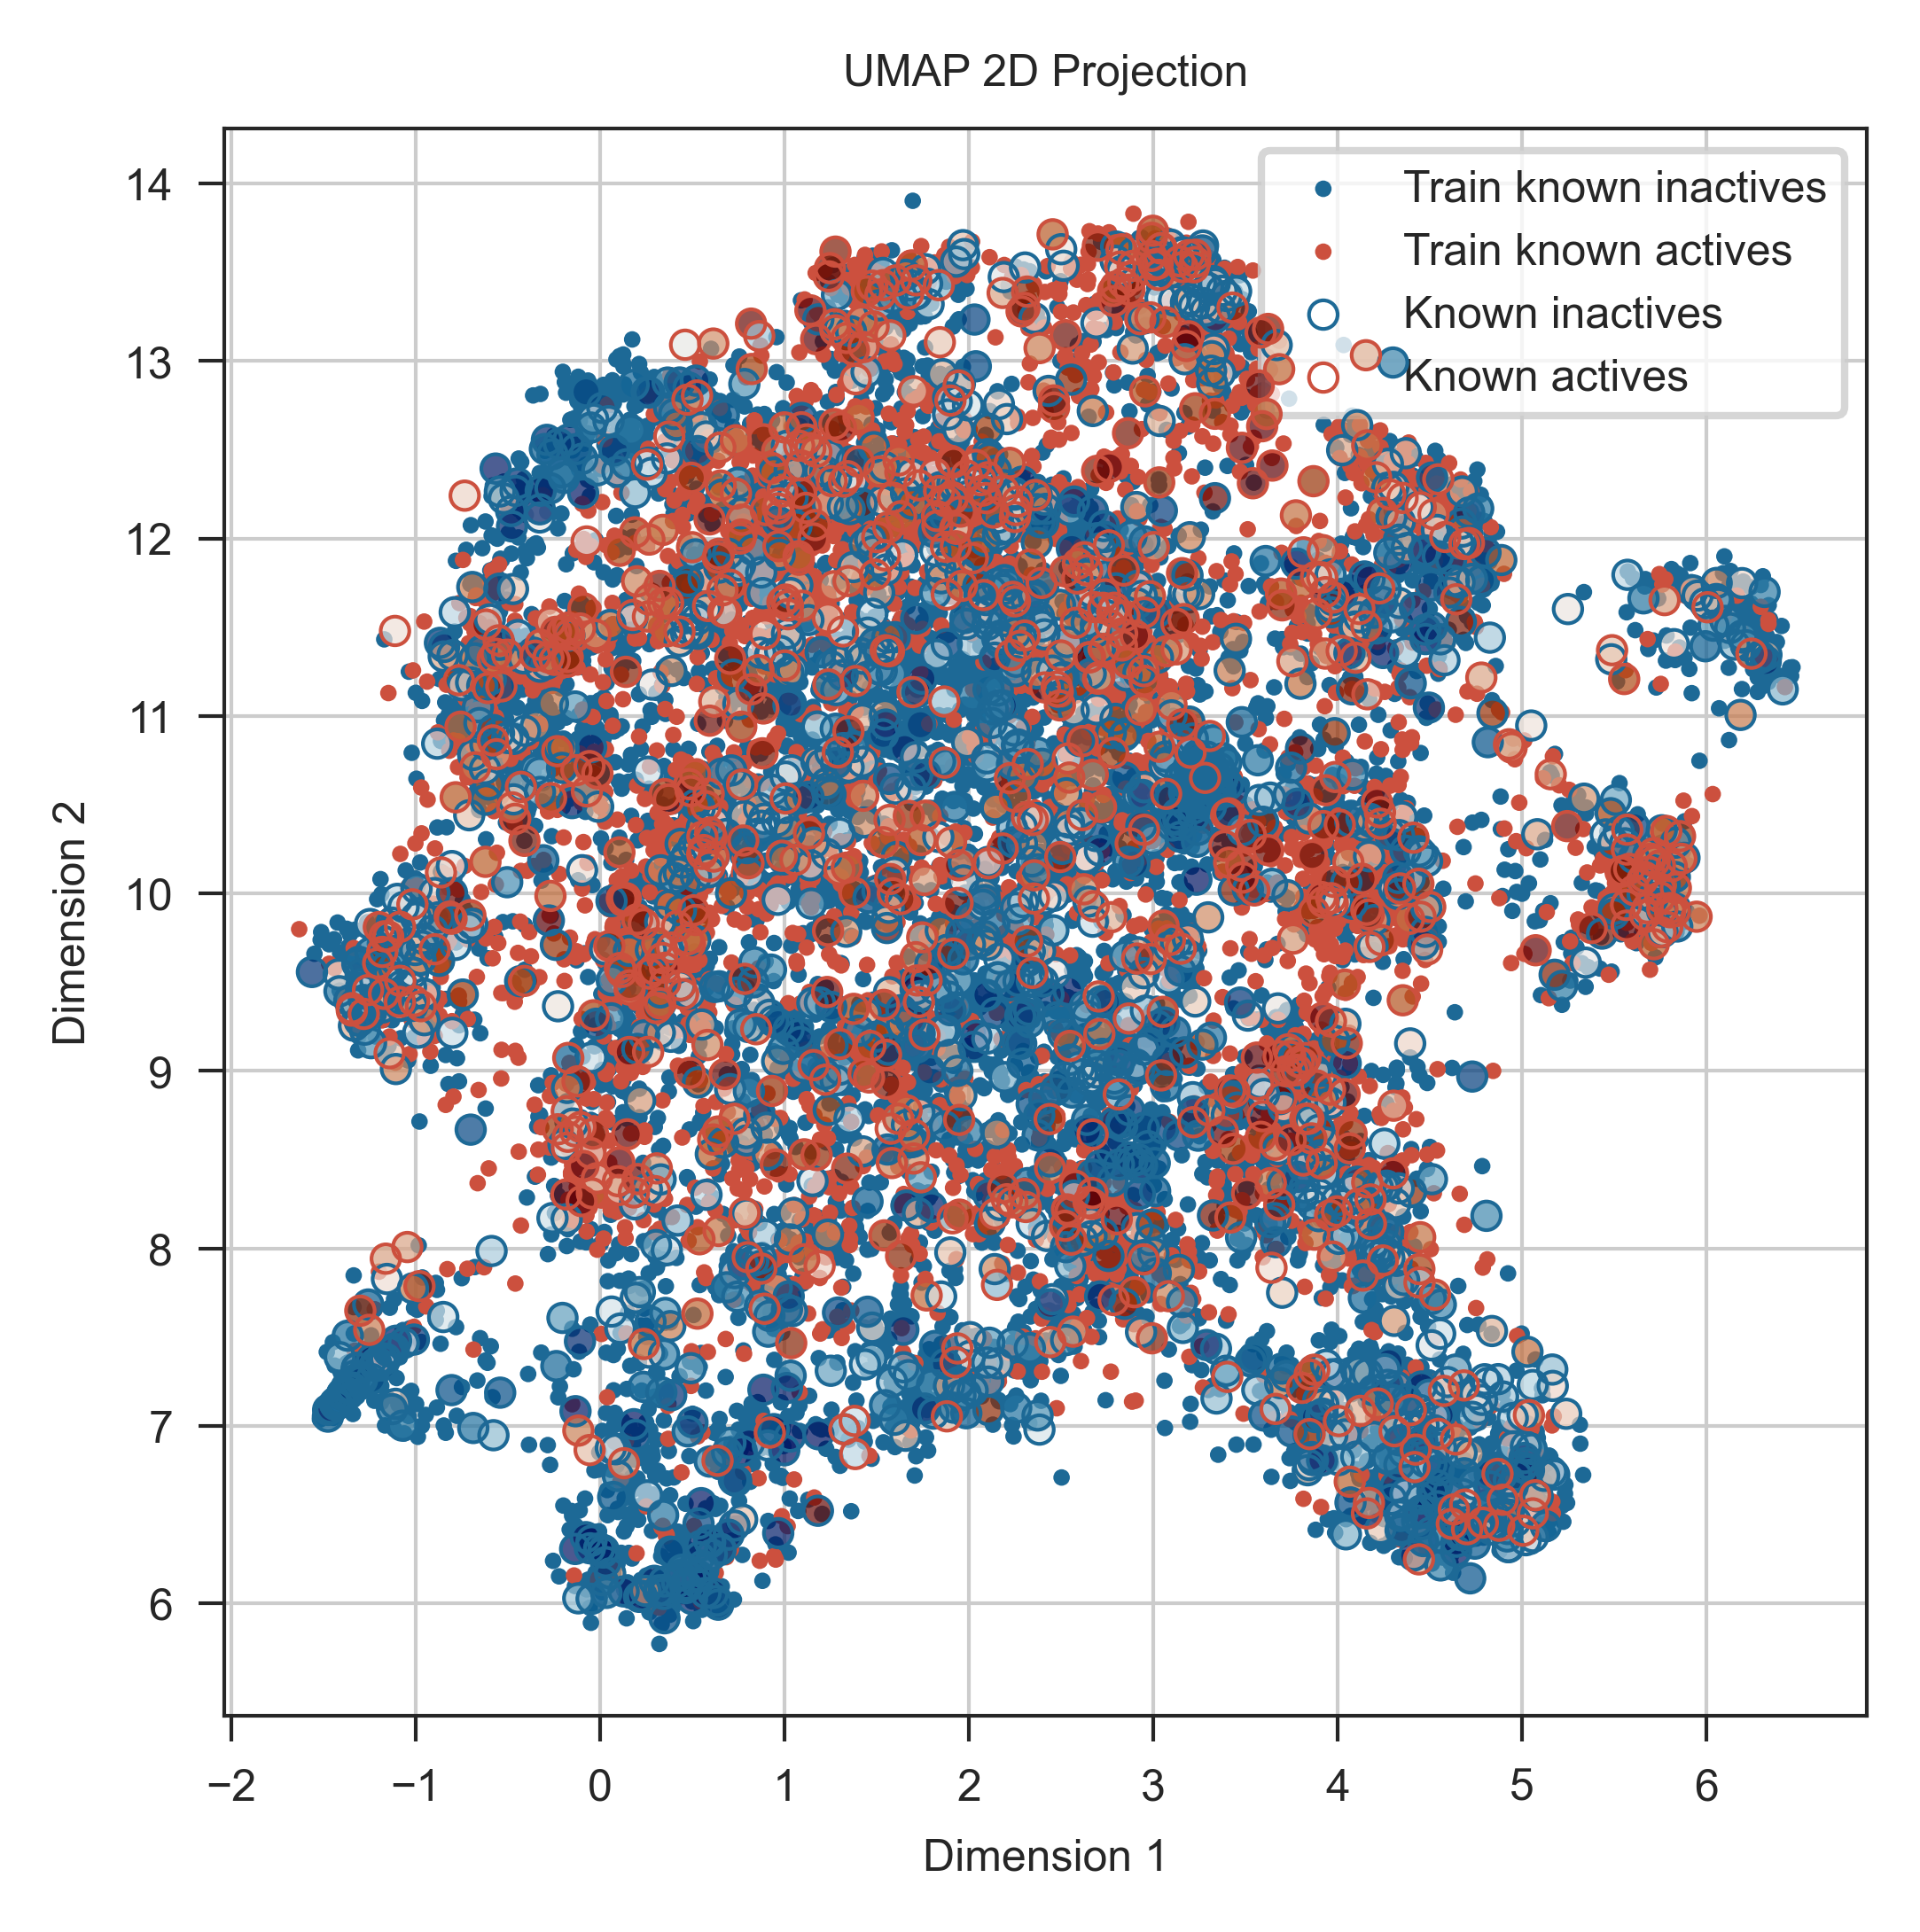 UMAP 2D Projection
Train known inactives
Train known actives
Known inactives
Known actives
14
13
12
11
10
9
8
7
6
Dimension 2
−2 −1 0 1 2 3 4 5 6
Dimension 1